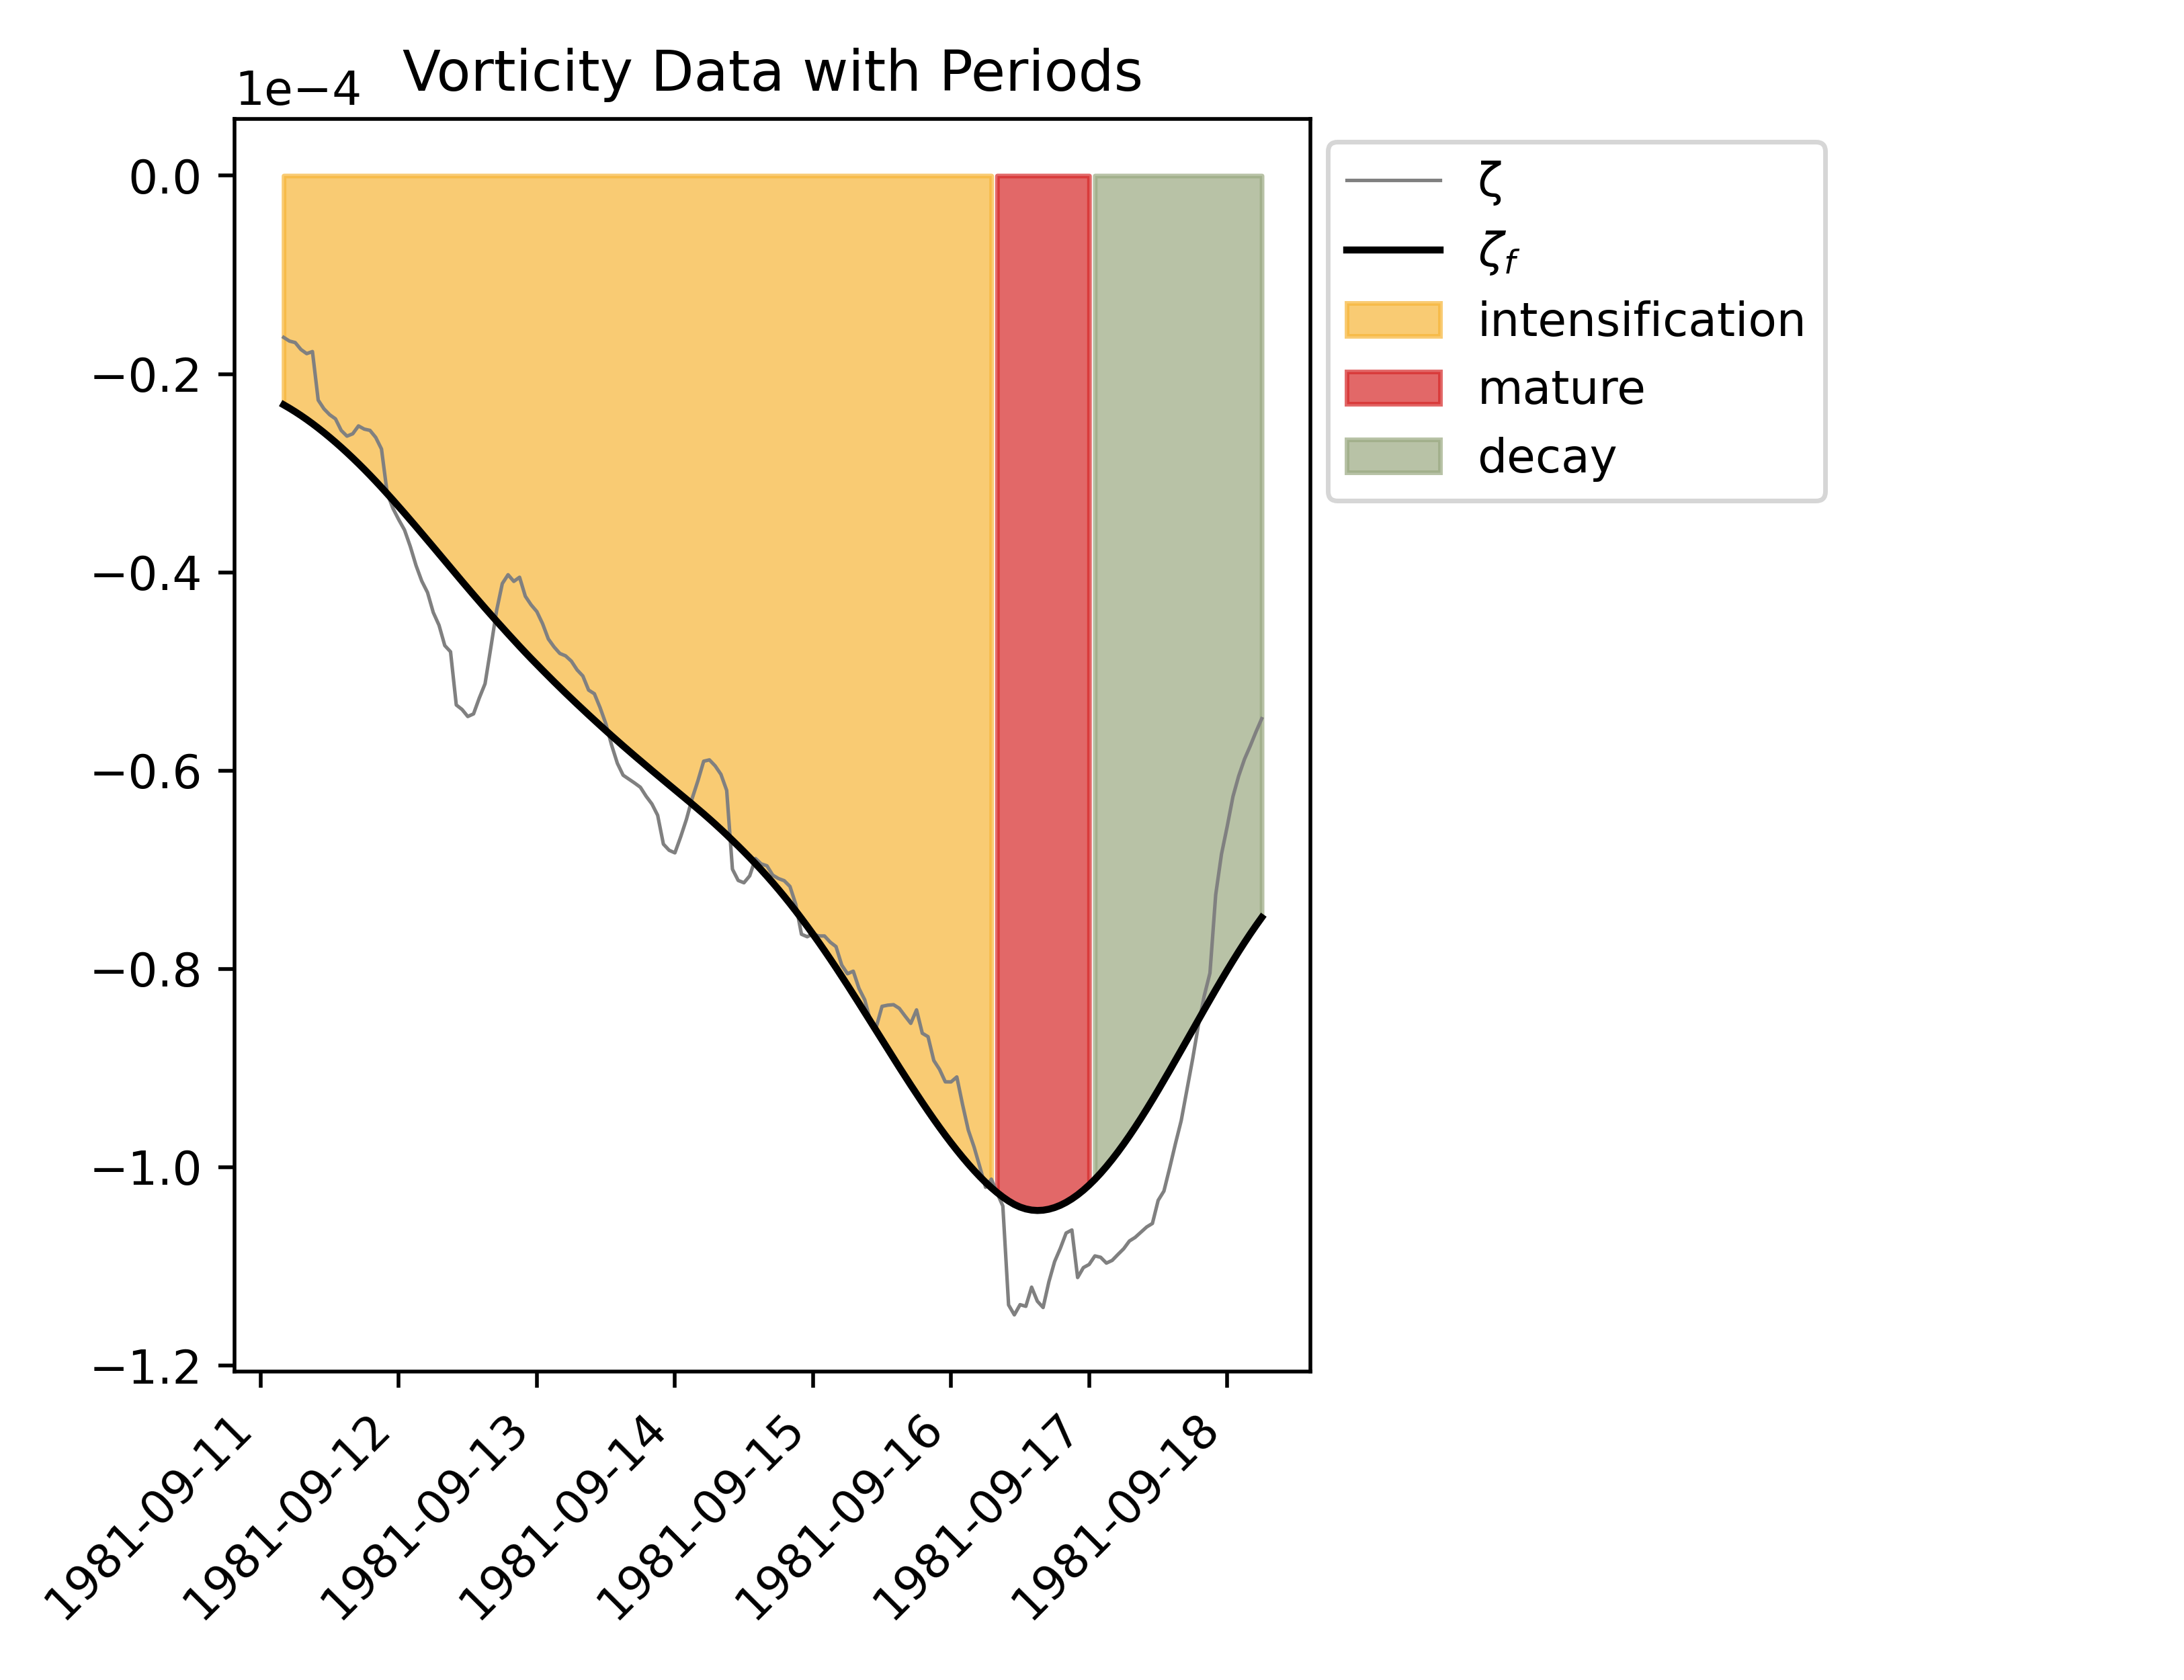 Vorticity Data with Periods
1e−4
0.0
−0.2
−0.4
−0.6
−0.8
−1.0
−1.2
1981-09-11
1981-09-12
1981-09-13
1981-09-14
1981-09-15
1981-09-16
1981-09-17
1981-09-18
ζ
ζf
intensification
mature
decay